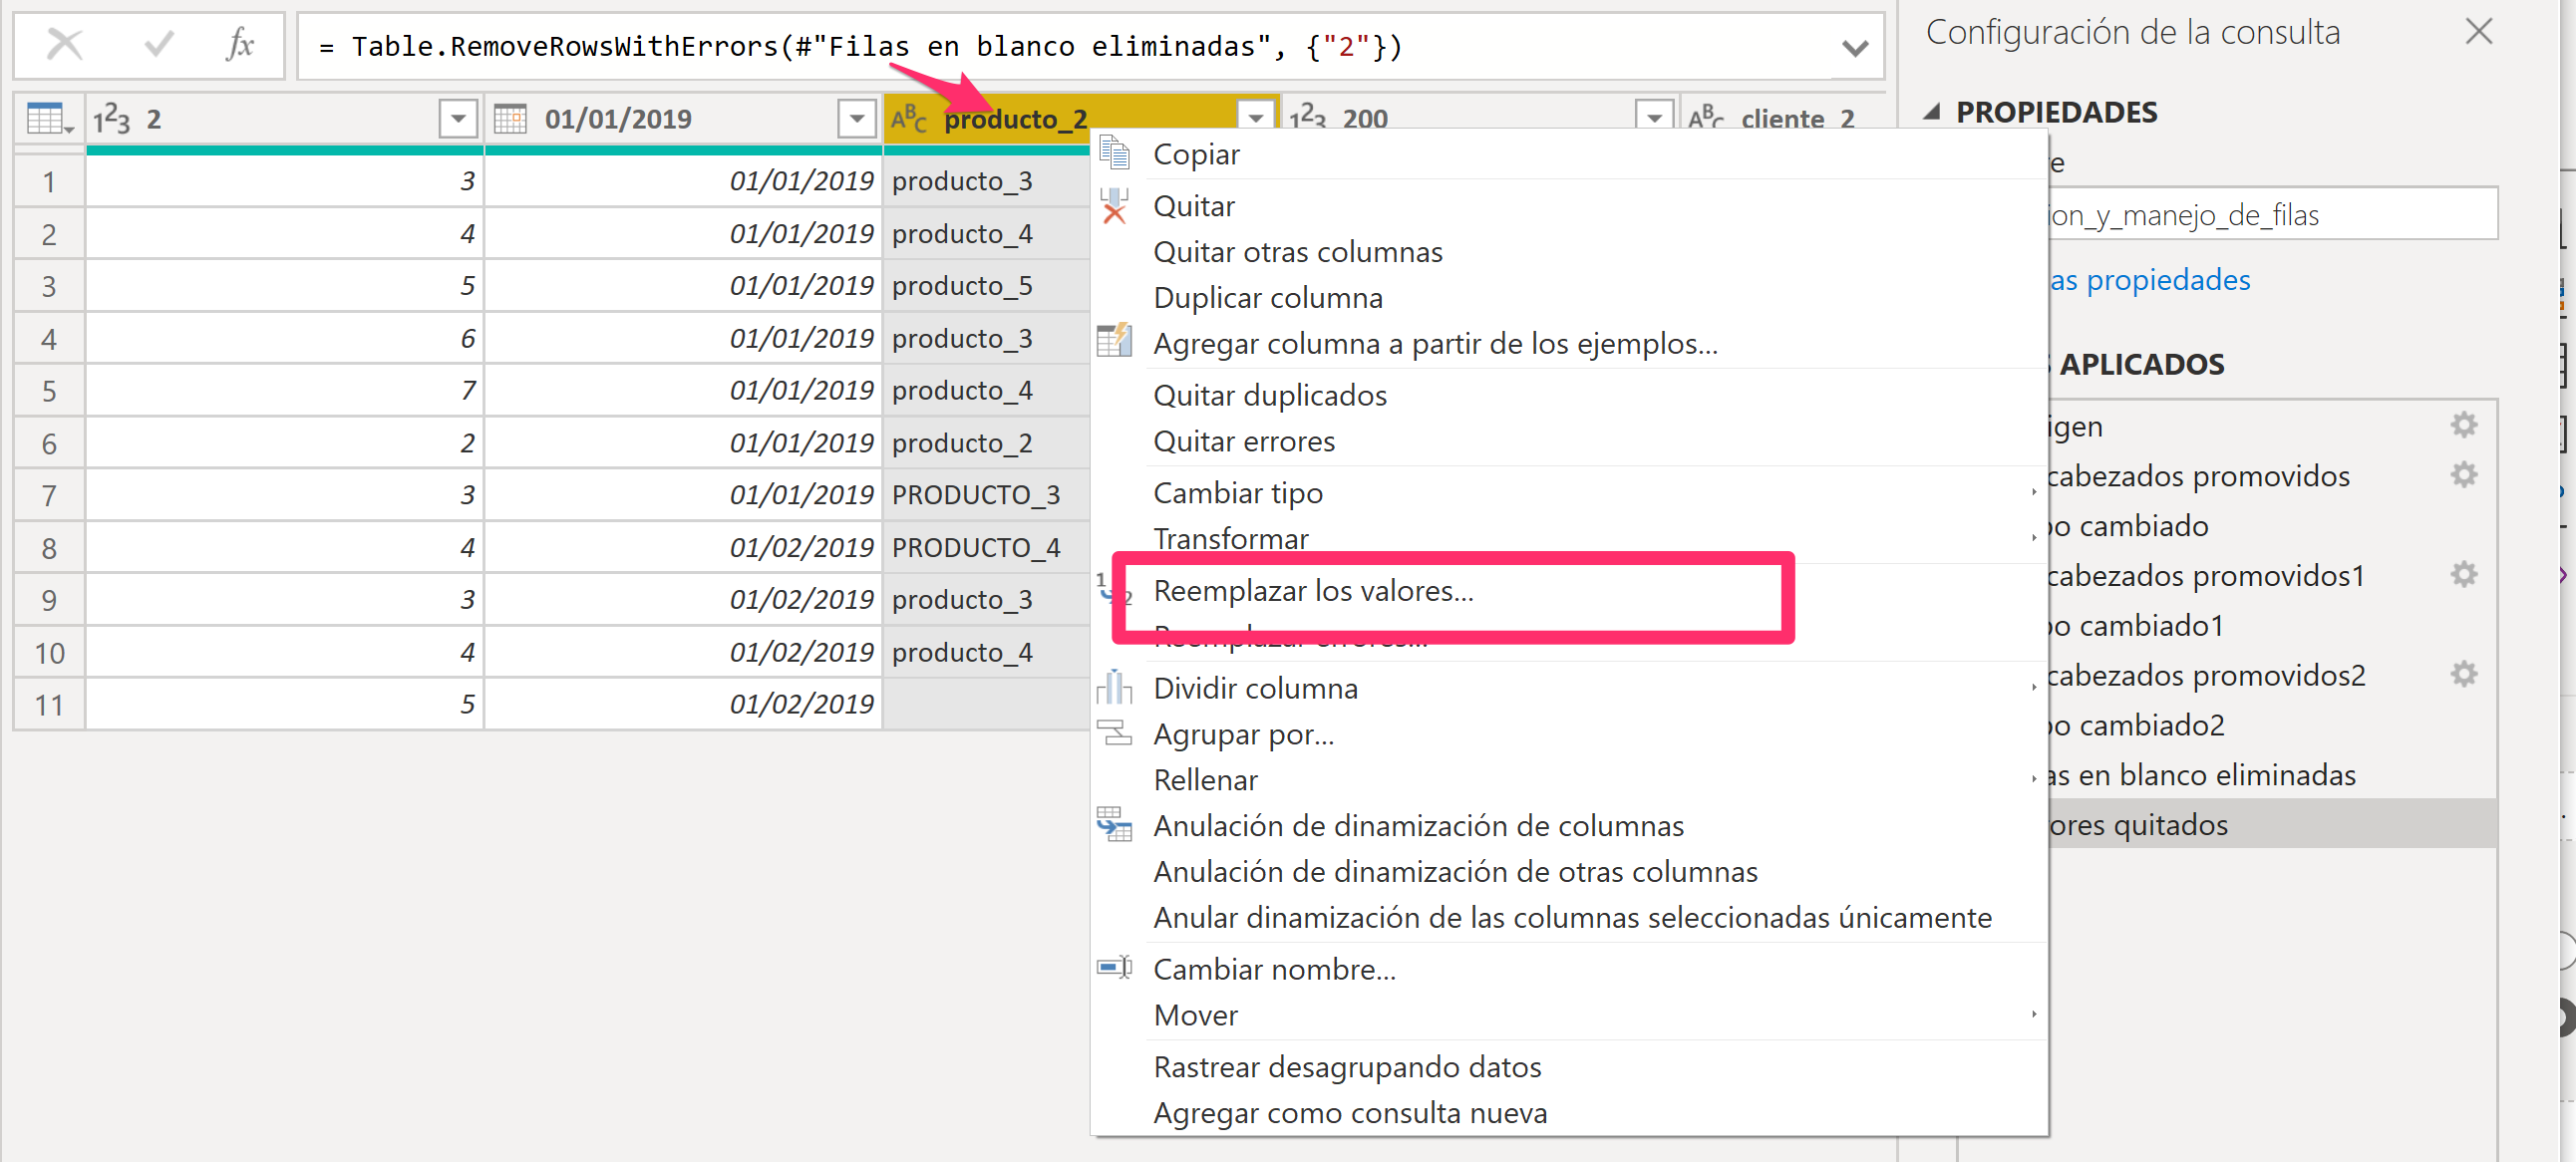 fx = Table.RemoveRowsWithErrors(#"Filas en blanco eliminadas", {"2"})
Configuración de la consulta
PROPIEDADES
re
ion_y_manejo_de_filas
as propiedades
APLICADOS
igen
cabezados promovidos
po cambiado
cabezados promovidos1
po cambiado1
cabezados promovidos2
po cambiado2
as en blanco eliminadas
ores quitados
123 2 01/01/2019 ABC producto_2 123 200 ABC cliente_2
1 3 01/01/2019 producto_3
2 4 01/01/2019 producto_4
3 5 01/01/2019 producto_5
4 6 01/01/2019 producto_3
5 7 01/01/2019 producto_4
6 2 01/01/2019 producto_2
7 3 01/01/2019 PRODUCTO_3
8 4 01/02/2019 PRODUCTO_4
9 3 01/02/2019 producto_3
10 4 01/02/2019 producto_4
11 5 01/02/2019
Copiar
Quitar
Quitar otras columnas
Duplicar columna
Agregar columna a partir de los ejemplos...
Quitar duplicados
Quitar errores
Cambiar tipo
Transformar
Reemplazar los valores...
Reemplazar errores...
Dividir columna
Agrupar por...
Rellenar
Anulación de dinamización de columnas
Anulación de dinamización de otras columnas
Anular dinamización de las columnas seleccionadas únicamente
Cambiar nombre...
Mover
Rastrear desagrupando datos
Agregar como consulta nueva